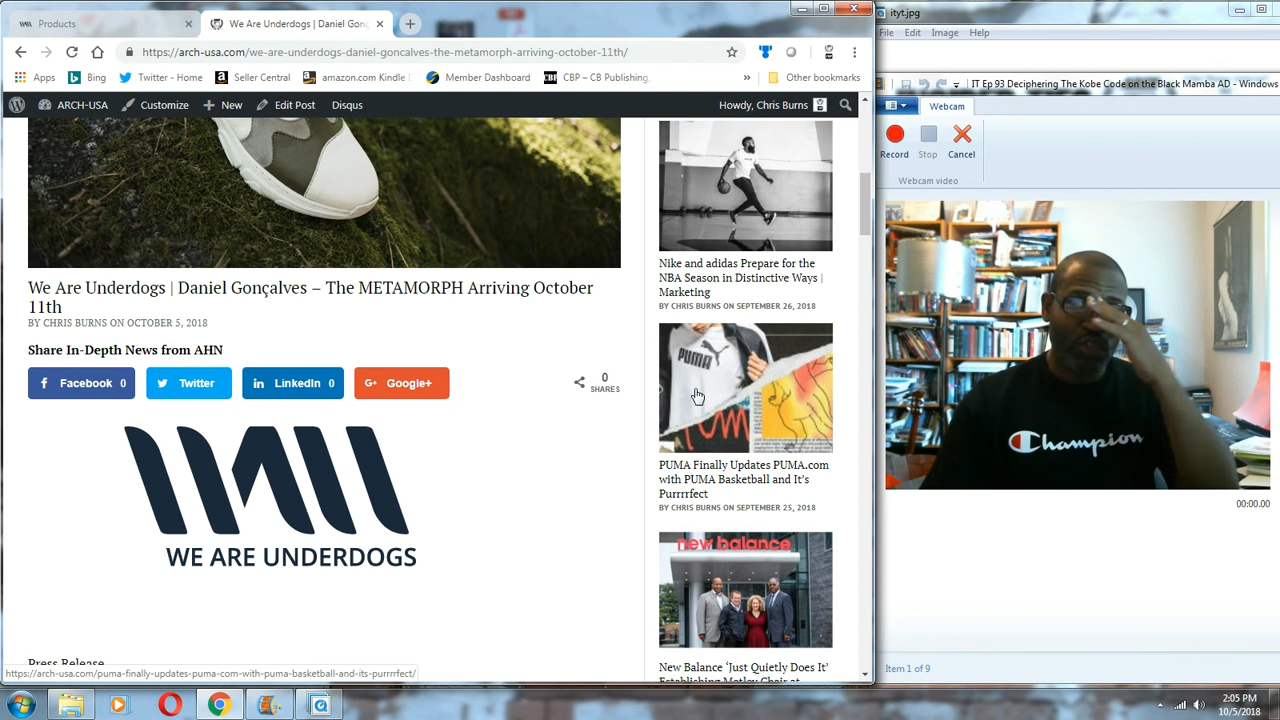 Products
We Are Underdogs | Daniel Gonç
ityt.jpg
https://arch-usa.com/we-are-underdogs-daniel-goncalves-the-metamorph-arriving-october-11th/
File Edit Image Help
Apps Bing Twitter - Home Seller Central amazon.com Kindle Member Dashboard CBP – CB Publishing, » Other bookmarks
IT Ep 93 Deciphering The Kobe Code on the Black Mamba AD - Windows
ARCH-USA Customize New Edit Post Disqus Howdy, Chris Burns
Webcam
Record Stop Cancel
Webcam video
Nike and adidas Prepare for the
NBA Season in Distinctive Ways |
Marketing
BY CHRIS BURNS ON SEPTEMBER 26, 2018
We Are Underdogs | Daniel Gonçalves – The METAMORPH Arriving October
11th
BY CHRIS BURNS ON OCTOBER 5, 2018
Share In-Depth News from AHN
Facebook 0 Twitter LinkedIn 0 Google+ 0
SHARES
PUMA
Champion
WE ARE UNDERDOGS
PUMA Finally Updates PUMA.com
with PUMA Basketball and It's
Purrrrfect
BY CHRIS BURNS ON SEPTEMBER 25, 2018
00:00.00
new balance
Press Release
New Balance 'Just Quietly Does It'
Establishing Motley Chair at
https://arch-usa.com/puma-finally-updates-puma-com-with-puma-basketball-and-its-purrrrfect/
Item 1 of 9
2:05 PM
10/5/2018